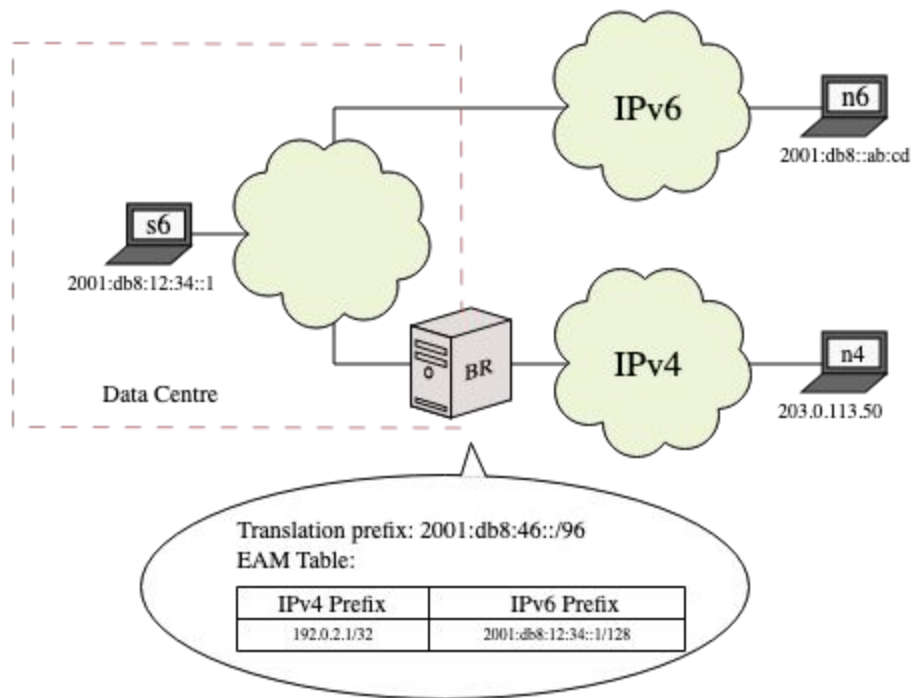 IPv6
n6
2001:db8::ab:cd
s6
2001:db8:12:34::1
BR
IPv4
n4
203.0.113.50
Data Centre
Translation prefix: 2001:db8:46::/96
EAM Table:
IPv4 Prefix IPv6 Prefix
192.0.2.1/32 2001:db8:12:34::1/128